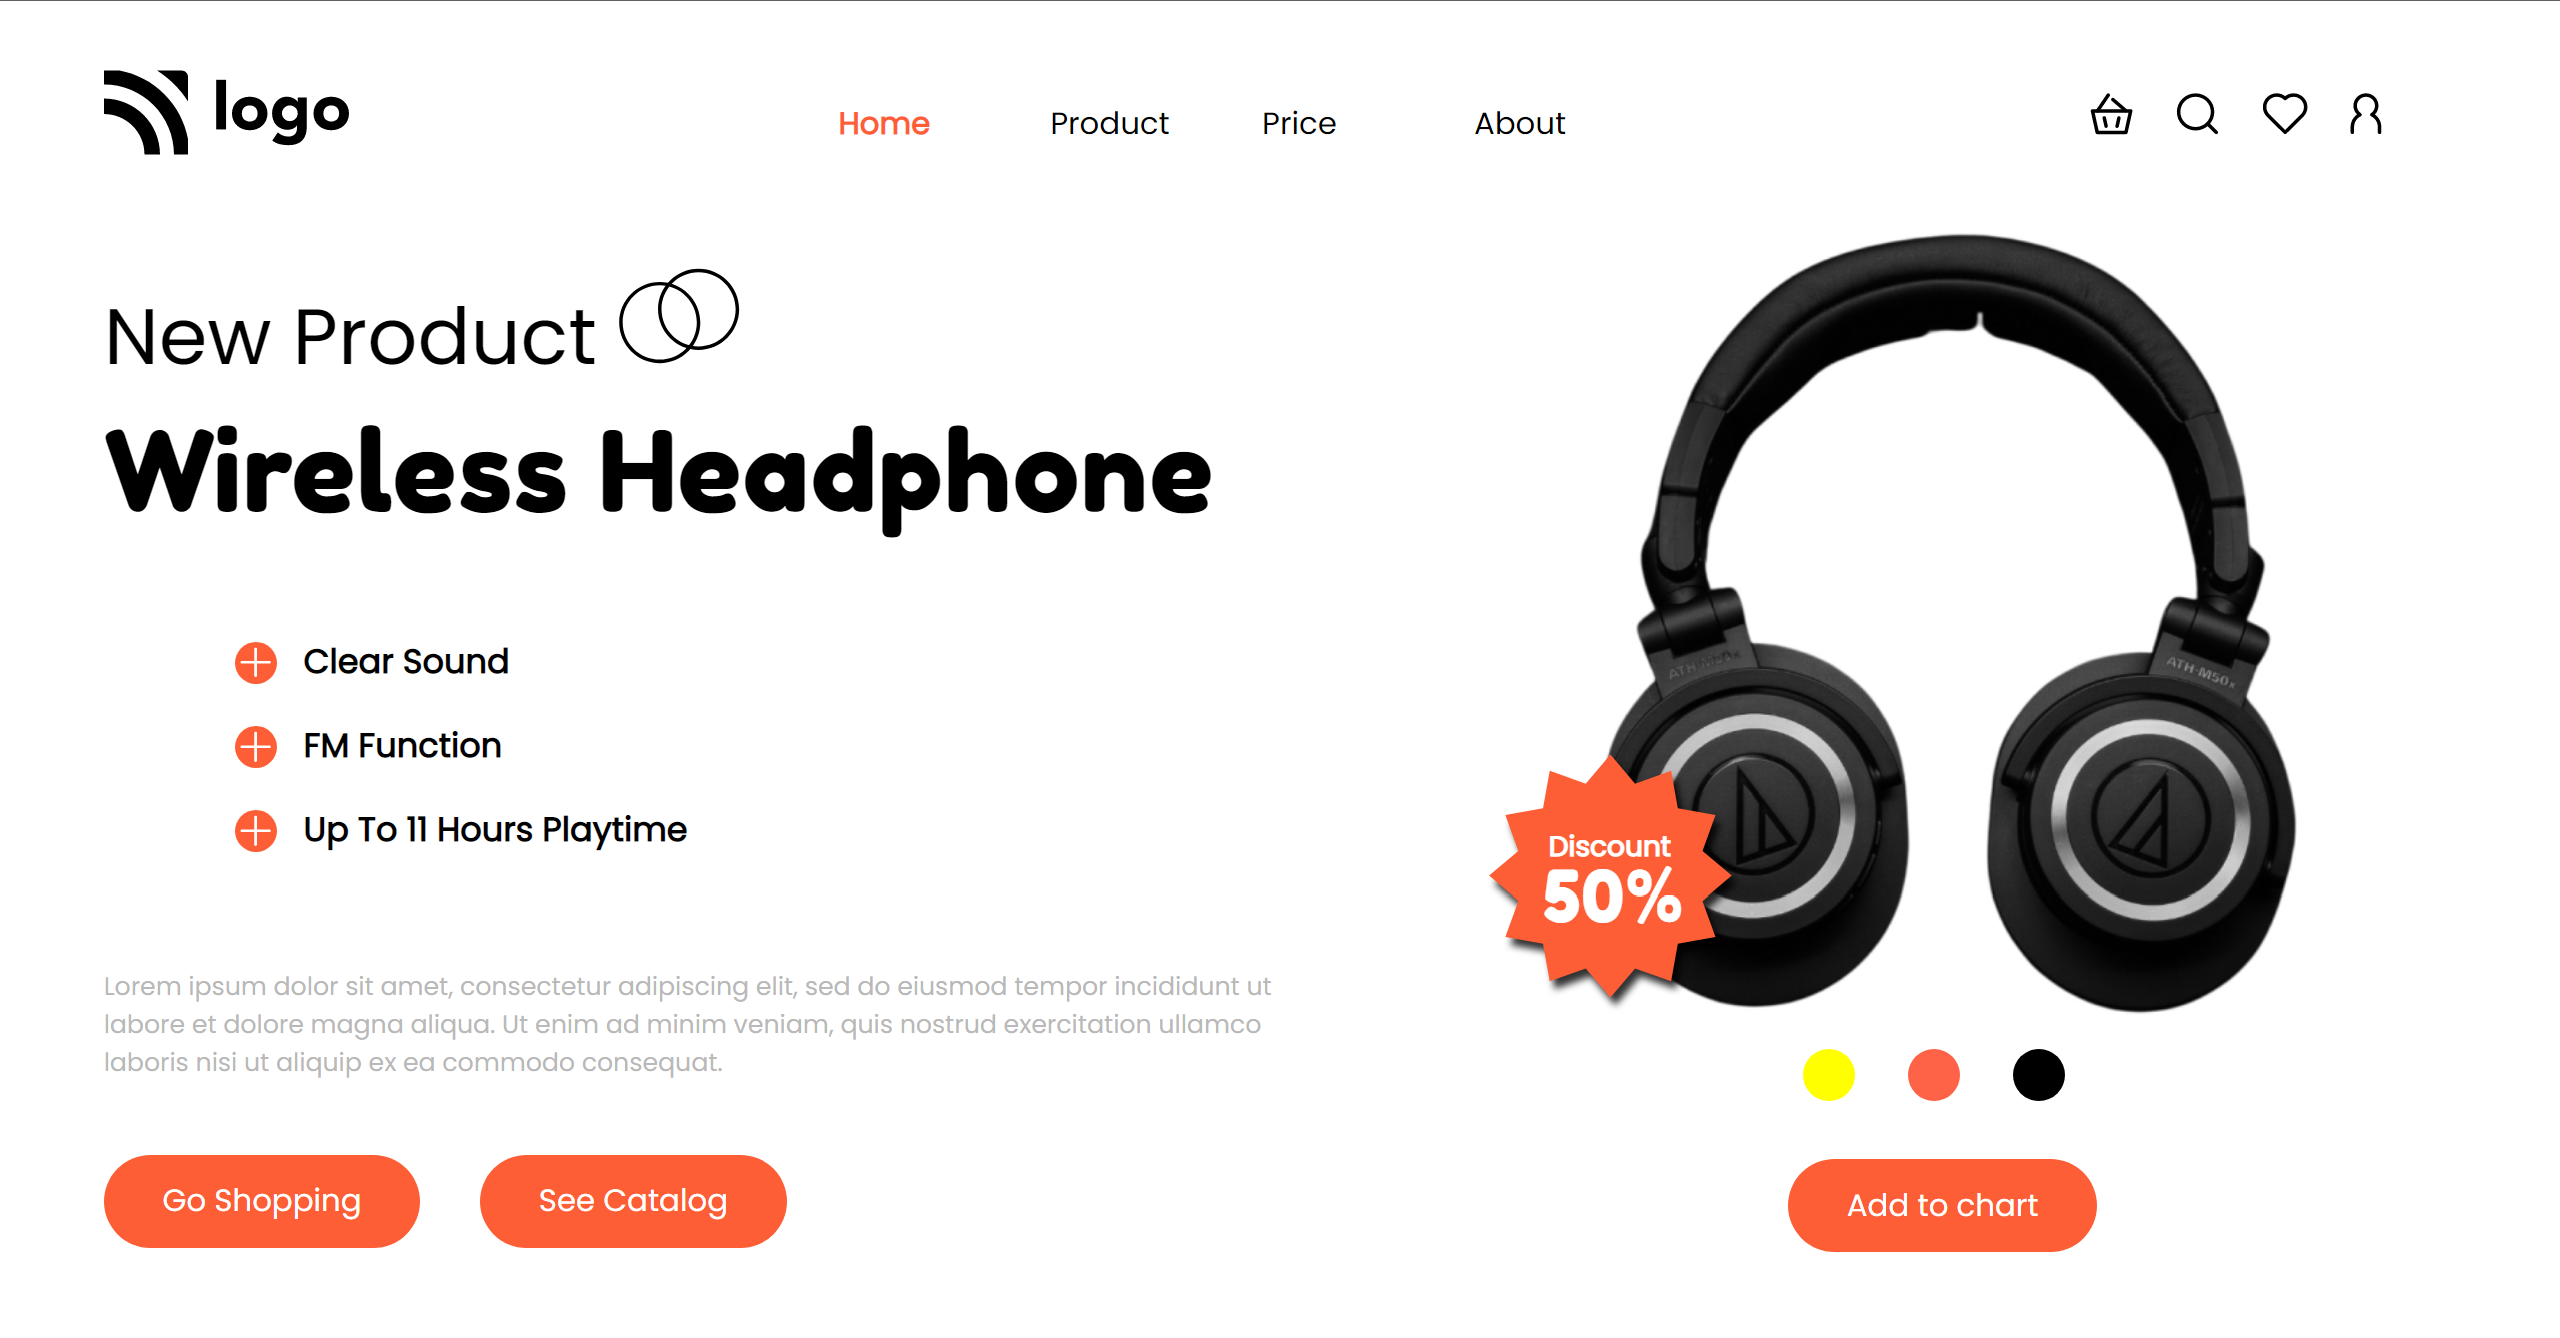 logo
Home Product Price About
New Product
Wireless Headphone
Clear Sound
FM Function
Up To 11 Hours Playtime
ATH-M50x
ATH-M50x
Discount
50%
Lorem ipsum dolor sit amet, consectetur adipiscing elit, sed do eiusmod tempor incididunt ut
labore et dolore magna aliqua. Ut enim ad minim veniam, quis nostrud exercitation ullamco
laboris nisi ut aliquip ex ea commodo consequat.
Go Shopping
See Catalog
Add to chart